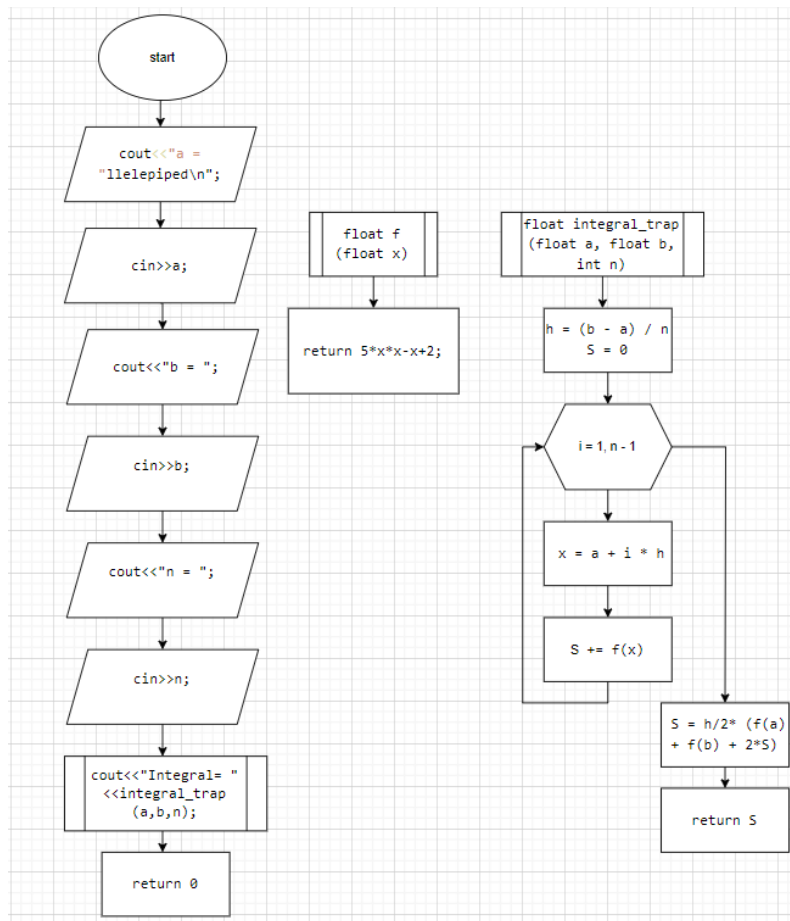 start
cout<<"a =
"llelepiped\n";
cin>>a;
cout<<"b = ";
cin>>b;
cout<<"n = ";
cin>>n;
cout<<"Integral= "
<<integral_trap
(a,b,n);
return 0
float f
(float x)
return 5*x*x-x+2;
float integral_trap
(float a, float b,
int n)
h = (b - a) / n
S = 0
i = 1, n - 1
x = a + i * h
S += f(x)
S = h/2* (f(a)
+ f(b) + 2*S)
return S